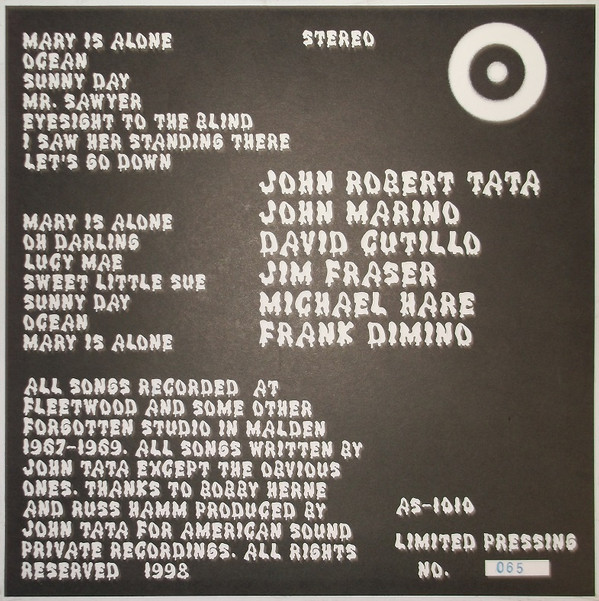 MARY IS ALONE
OCEAN
SUNNY DAY
MR. SAWYER
EYESIGHT TO THE BLIND
I SAW HER STANDING THERE
LET'S GO DOWN
STEREO
MARY IS ALONE
OH DARLING
LUCY MAE
SWEET LITTLE SUE
SUNNY DAY
OCEAN
MARY IS ALONE
JOHN ROBERT TATA
JOHN MARINO
DAVID CUTILLO
JIM FRASER
MICHAEL HARE
FRANK DIMINO
ALL SONGS RECORDED AT
FLEETWOOD AND SOME OTHER
FORGOTTEN STUDIO IN MALDEN
1967-1969. ALL SONGS WRITTEN BY
JOHN TATA EXCEPT THE OBVIOUS
ONES. THANKS TO BOBBY HERNE
AND RUSS HAMM PRODUCED BY
JOHN TATA FOR AMERICAN SOUND
PRIVATE RECORDINGS. ALL RIGHTS
RESERVED 1998
AS-1010
LIMITED PRESSING
NO. 065